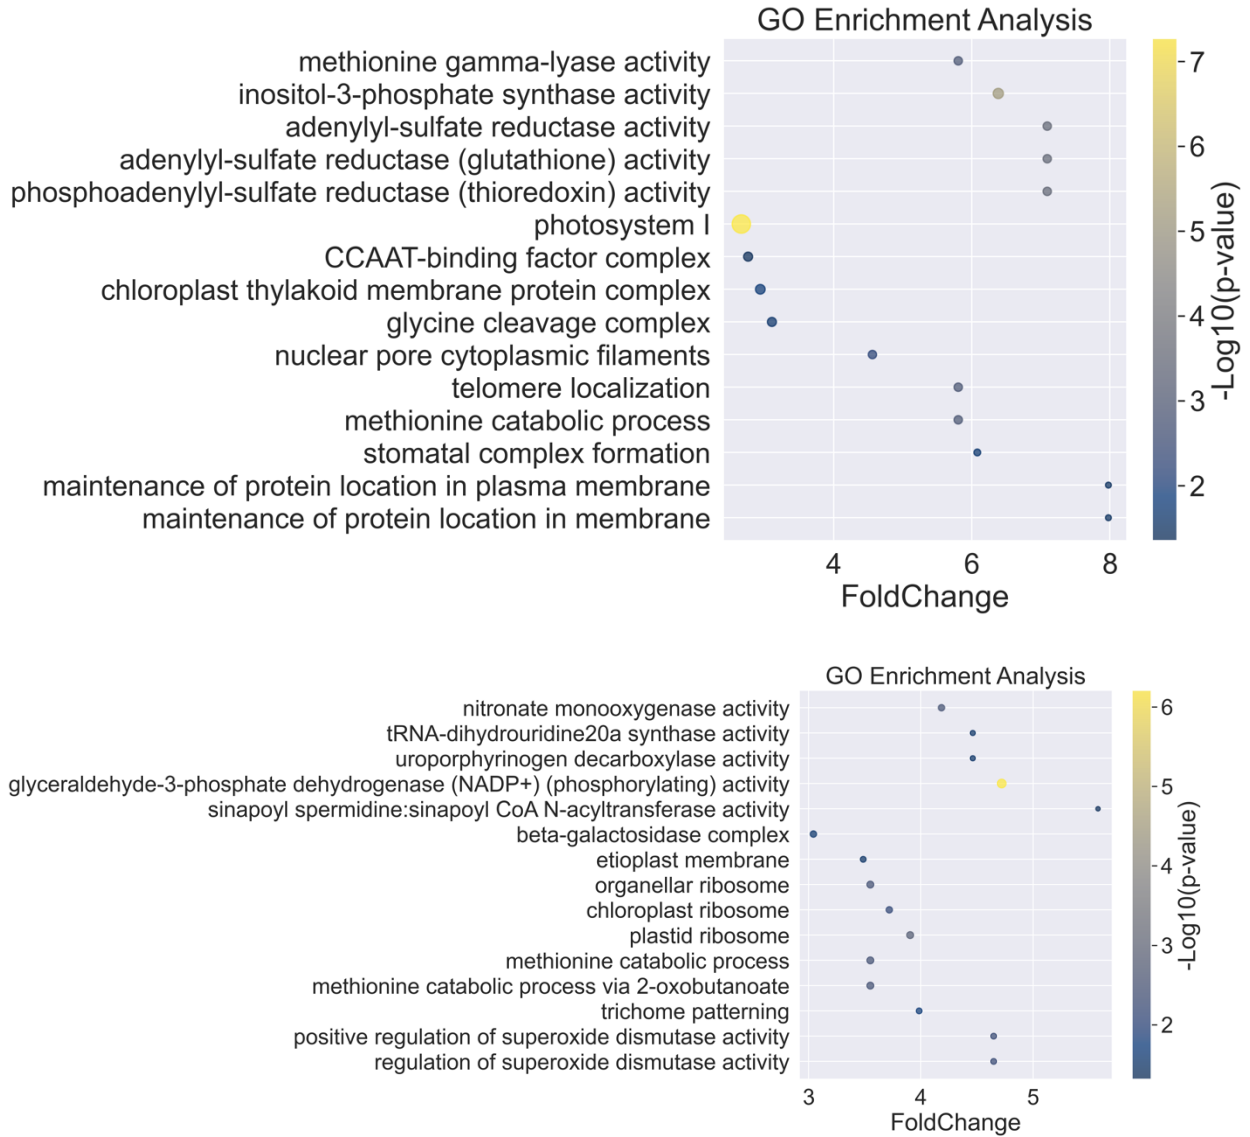 GO Enrichment Analysis
methionine gamma-lyase activity
inositol-3-phosphate synthase activity
adenylyl-sulfate reductase activity
adenylyl-sulfate reductase (glutathione) activity
phosphoadenylyl-sulfate reductase (thioredoxin) activity
photosystem I
CCAAT-binding factor complex
chloroplast thylakoid membrane protein complex
glycine cleavage complex
nuclear pore cytoplasmic filaments
telomere localization
methionine catabolic process
stomatal complex formation
maintenance of protein location in plasma membrane
maintenance of protein location in membrane
4 6 8
FoldChange
7
6
5
4
3
2
-Log10(p-value)
GO Enrichment Analysis
nitronate monooxygenase activity
tRNA-dihydrouridine20a synthase activity
uroporphyrinogen decarboxylase activity
glyceraldehyde-3-phosphate dehydrogenase (NADP+) (phosphorylating) activity
sinapoyl spermidine:sinapoyl CoA N-acyltransferase activity
beta-galactosidase complex
etioplast membrane
organellar ribosome
chloroplast ribosome
plastid ribosome
methionine catabolic process
methionine catabolic process via 2-oxobutanoate
trichome patterning
positive regulation of superoxide dismutase activity
regulation of superoxide dismutase activity
3 4 5
FoldChange
6
5
4
3
2
-Log10(p-value)